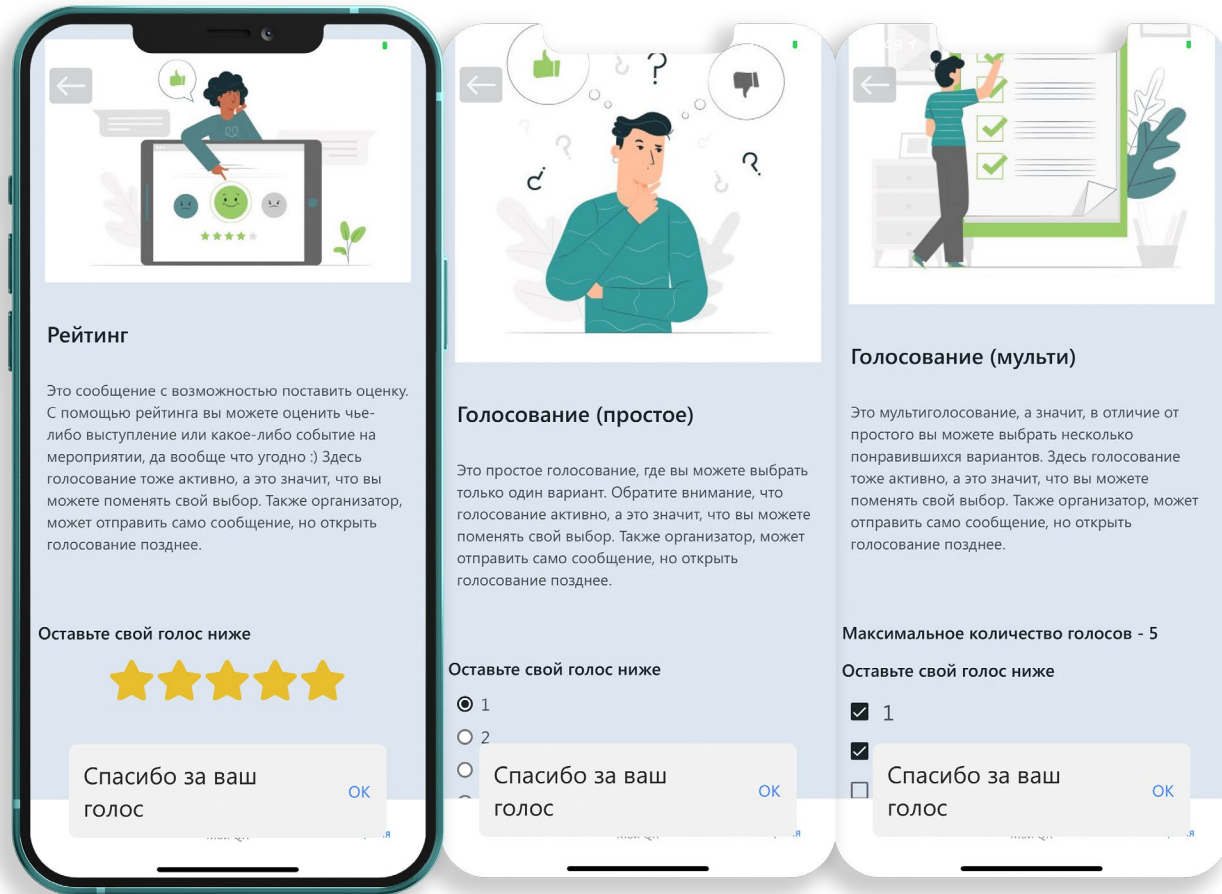 Рейтинг
Это сообщение с возможностью поставить оценку.
С помощью рейтинга вы можете оценить чье-
либо выступление или какое-либо событие на
мероприятии, да вообще что угодно :) Здесь
голосование тоже активно, а это значит, что вы
можете поменять свой выбор. Также организатор,
может отправить само сообщение, но открыть
голосование позднее.
Оставьте свой голос ниже
Спасибо за ваш
голос
ОК
Голосование (простое)
Это простое голосование, где вы можете выбрать
только один вариант. Обратите внимание, что
голосование активно, а это значит, что вы можете
поменять свой выбор. Также организатор, может
отправить само сообщение, но открыть
голосование позднее.
Оставьте свой голос ниже
1
2
Спасибо за ваш
голос
ОК
Голосование (мульти)
Это мультиголосование, а значит, в отличие от
простого вы можете выбрать несколько
понравившихся вариантов. Здесь голосование
тоже активно, а это значит, что вы можете
поменять свой выбор. Также организатор, может
отправить само сообщение, но открыть
голосование позднее.
Максимальное количество голосов - 5
Оставьте свой голос ниже
1
Спасибо за ваш
голос
ОК